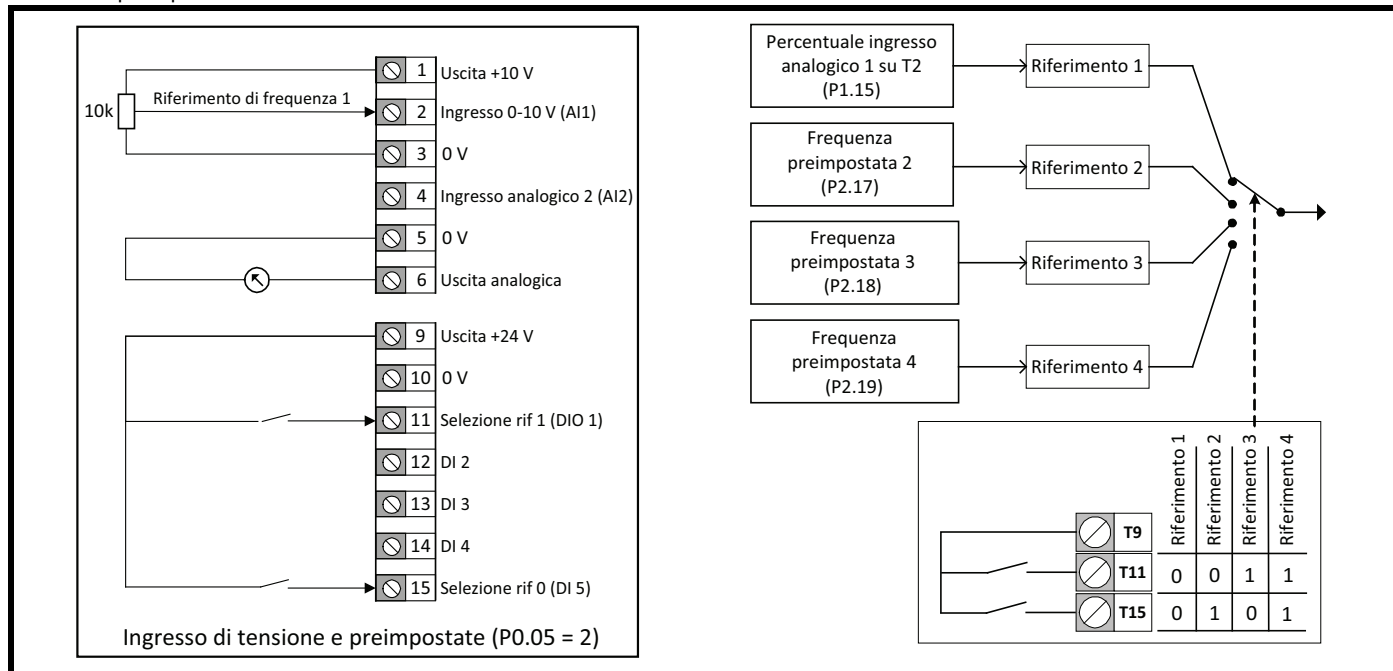 1 Uscita +10 V
Riferimento di frequenza 1
10k
2 Ingresso 0-10 V (AI1)
3 0 V
4 Ingresso analogico 2 (AI2)
5 0 V
6 Uscita analogica
9 Uscita +24 V
10 0 V
11 Selezione rif 1 (DIO 1)
12 DI 2
13 DI 3
14 DI 4
15 Selezione rif 0 (DI 5)
Ingresso di tensione e preimpostate (P0.05 = 2)
Percentuale ingresso
analogico 1 su T2
(P1.15)
Riferimento 1
Frequenza
preimpostata 2
(P2.17)
Riferimento 2
Frequenza
preimpostata 3
(P2.18)
Riferimento 3
Frequenza
preimpostata 4
(P2.19)
Riferimento 4
Riferimento 1
Riferimento 2
Riferimento 3
Riferimento 4
T9
T11 0 0 1 1
T15 0 1 0 1